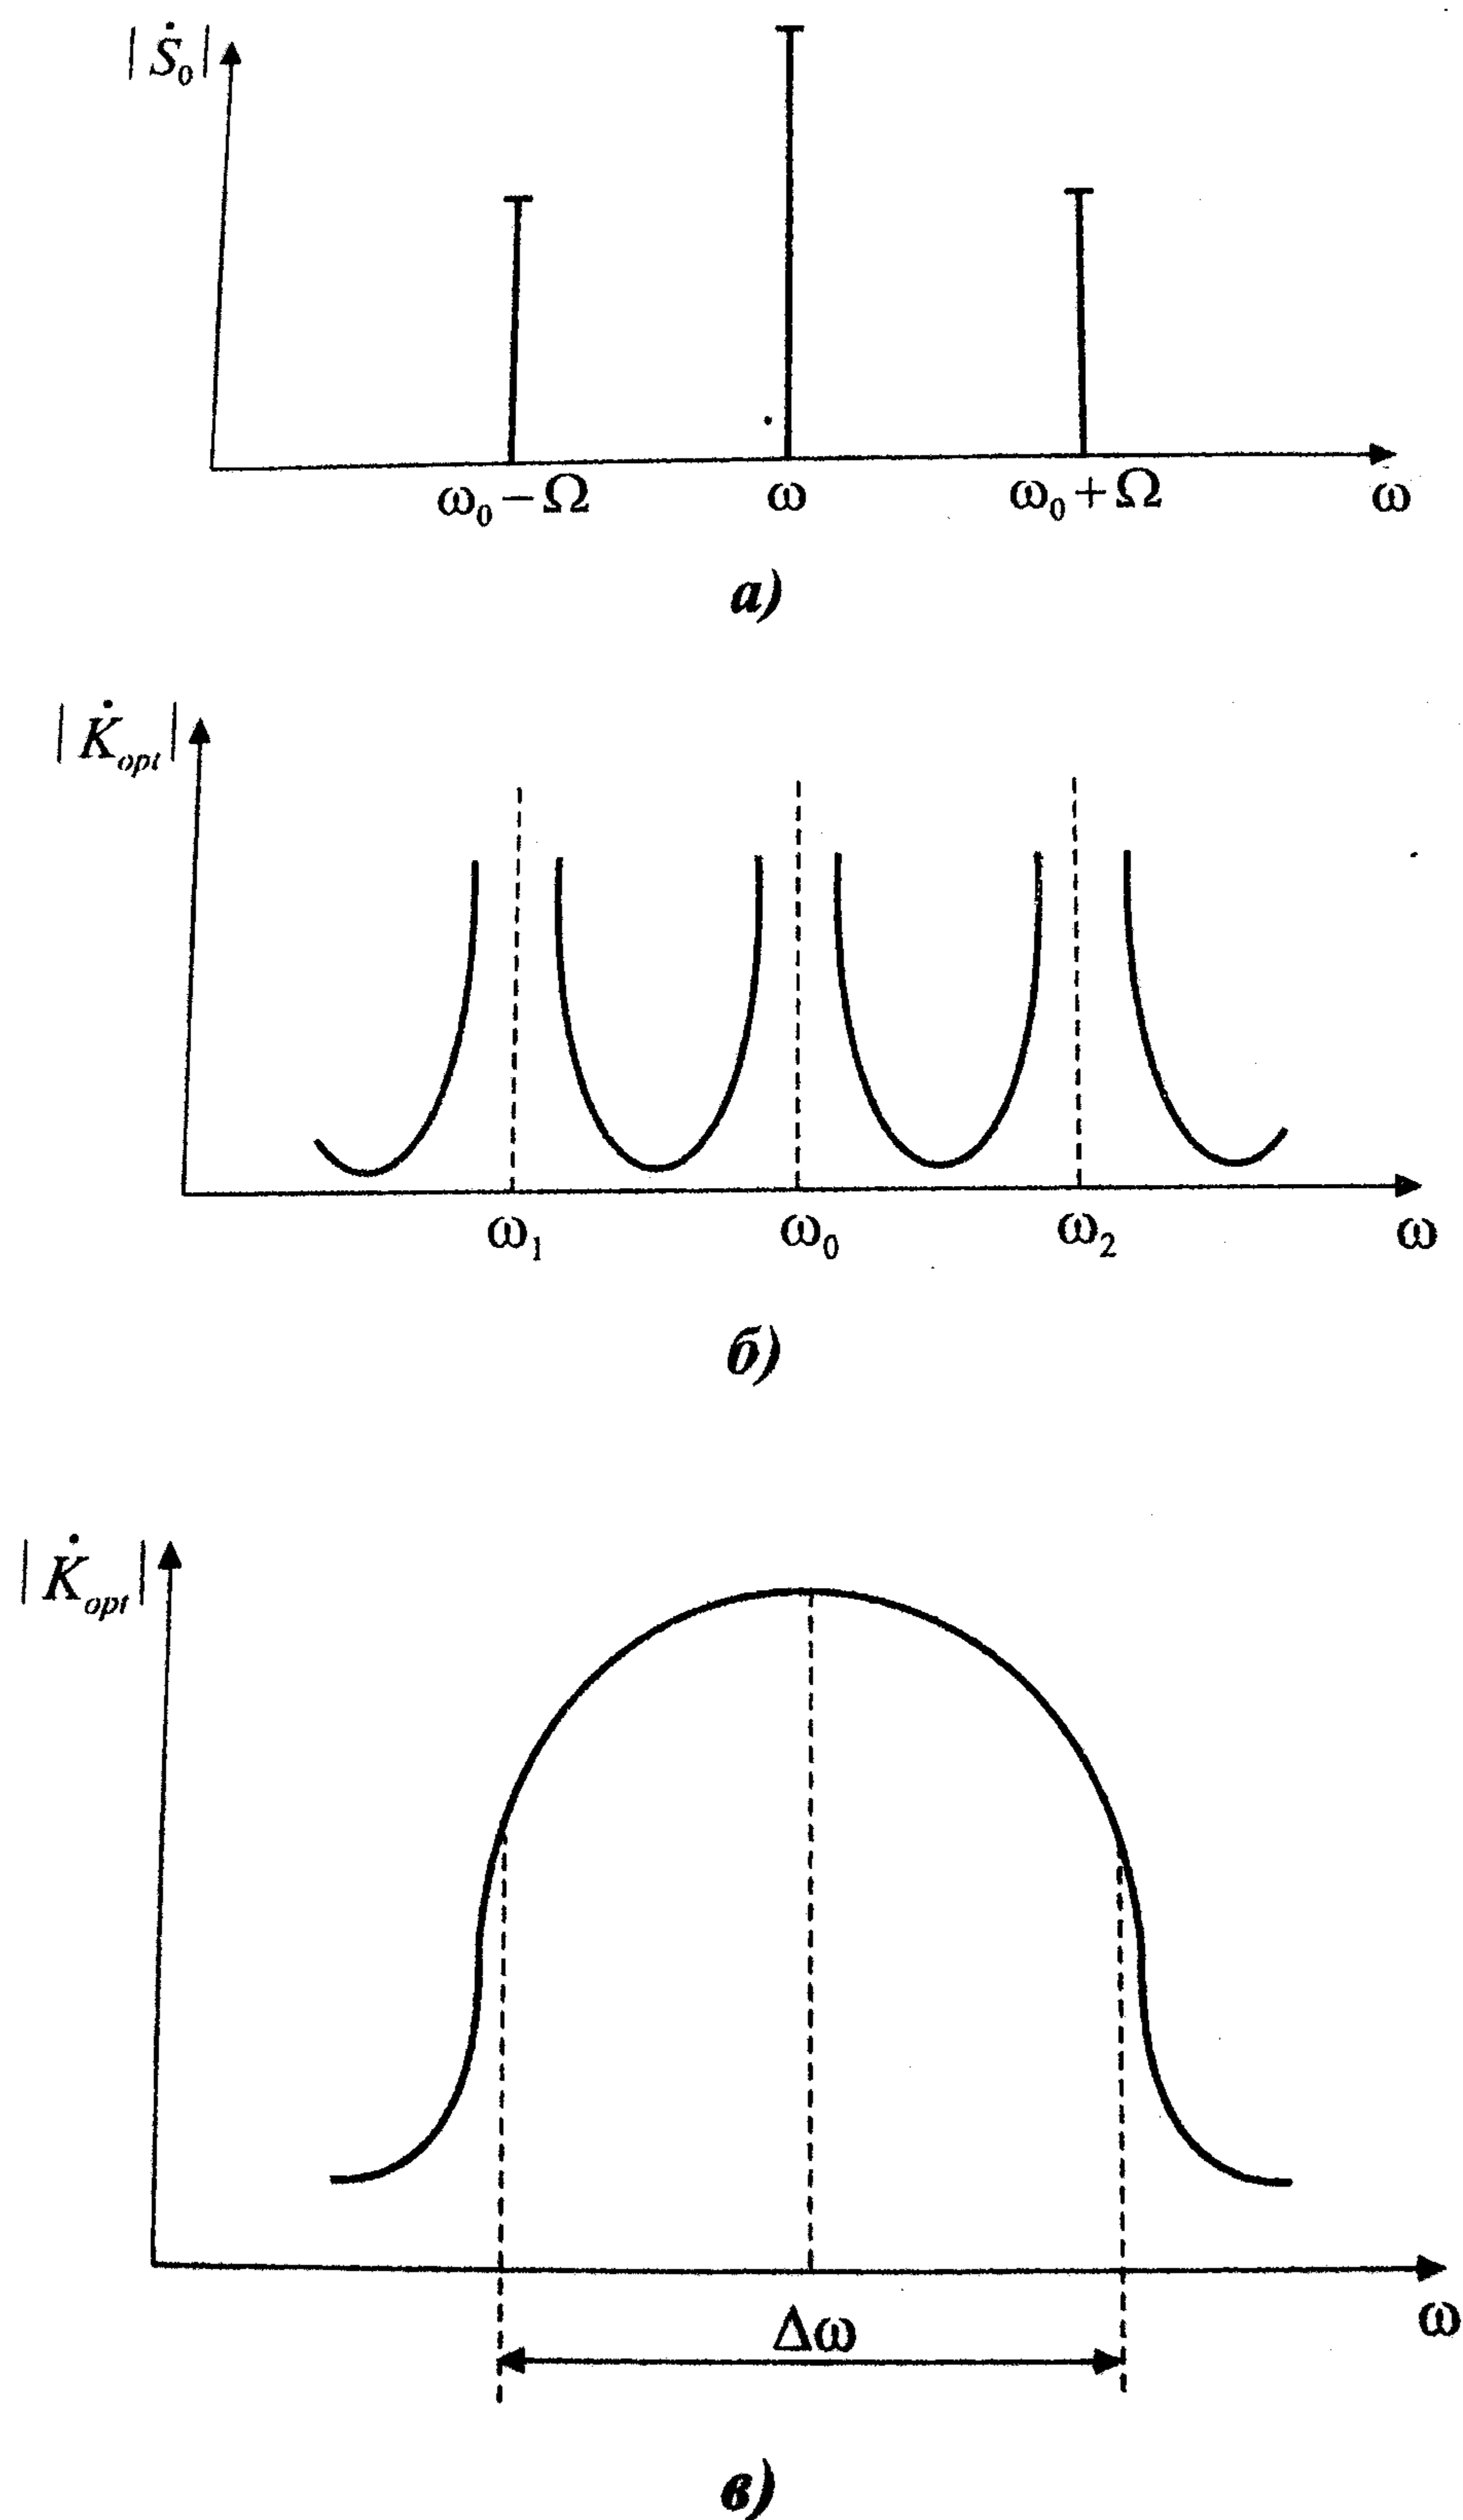 |Ṡ₀|
ω₀ − Ω ω ω₀ + Ω ω
а)
|K̇ₒₚₜ|
ω₁ ω₀ ω₂ ω
б)
|K̇ₒₚₜ|
ω
Δω
в)